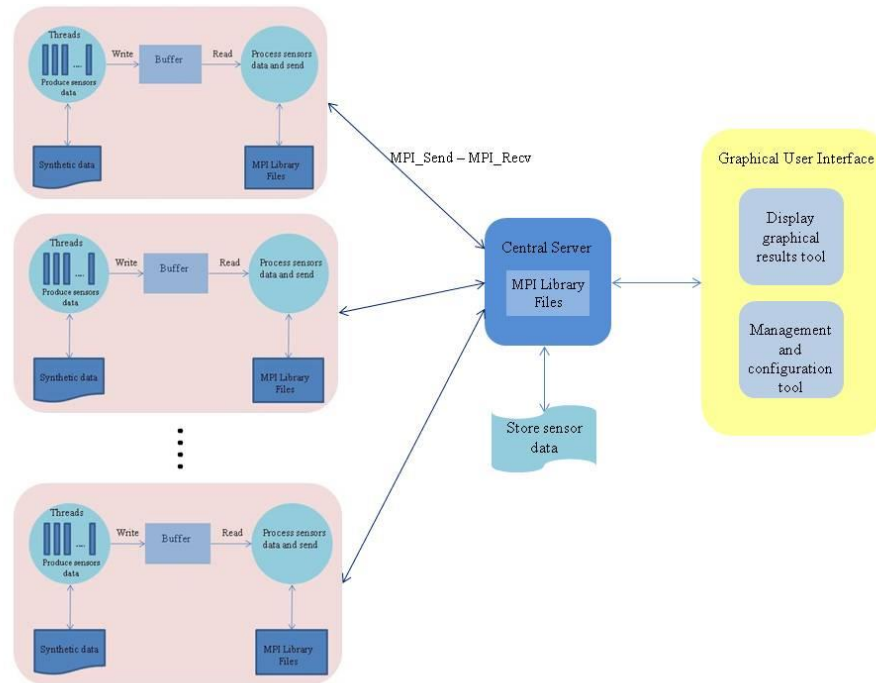 Threads
....
Produce sensors
data
Write
Buffer
Read
Process sensors
data and send
Synthetic data
MPI Library
Files
MPI_Send – MPI_Recv
Threads
....
Produce sensors
data
Write
Buffer
Read
Process sensors
data and send
Synthetic data
MPI Library
Files
Threads
....
Produce sensors
data
Write
Buffer
Read
Process sensors
data and send
Synthetic data
MPI Library
Files
Central Server
MPI Library
Files
Store sensor
data
Graphical User Interface
Display
graphical
results tool
Management
and
configuration
tool